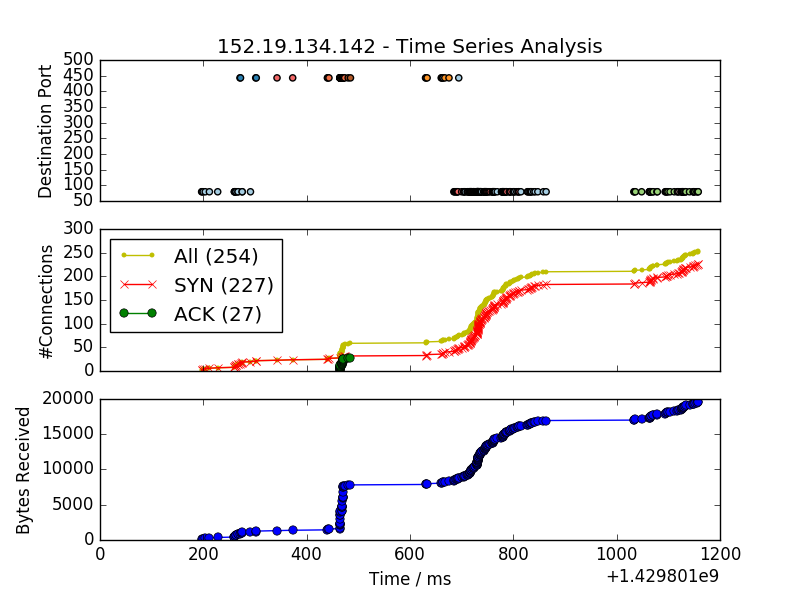 152.19.134.142 - Time Series Analysis
Destination Port
500
450
400
350
300
250
200
150
100
50
#Connections
300
250
200
150
100
50
0
All (254)
SYN (227)
ACK (27)
Bytes Received
20000
15000
10000
5000
0
0 200 400 600 800 1000 1200
Time / ms
+1.429801e9